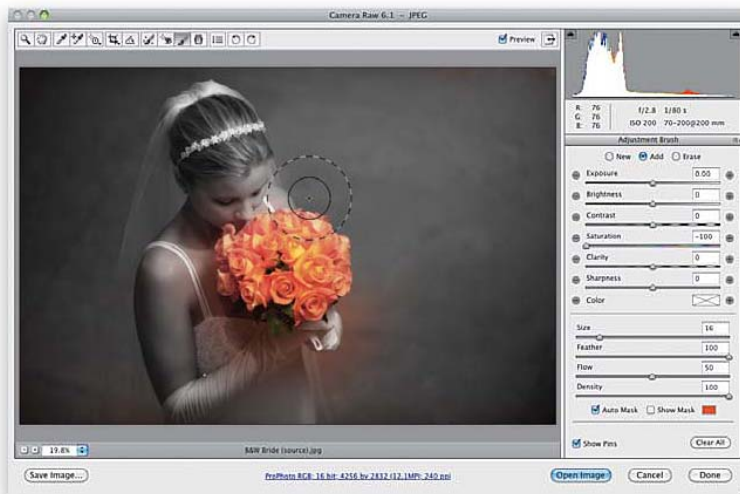 Camera Raw 6.1 – JPEG
Preview
R: 76
G: 76
B: 76
f/2.8 1/80 s
ISO 200 70-200@200 mm
Adjustment Brush
New Add Erase
Exposure 0.00
Brightness 0
Contrast 0
Saturation -100
Clarity 0
Sharpness 0
Color
Size 16
Feather 100
Flow 50
Density 100
Auto Mask Show Mask
Show Pins Clear All
19.8% B&W Bride (source).jpg
Save Image... ProPhoto RGB; 16 bit; 4256 by 2832 (12.1MP); 240 ppi Open Image Cancel Done